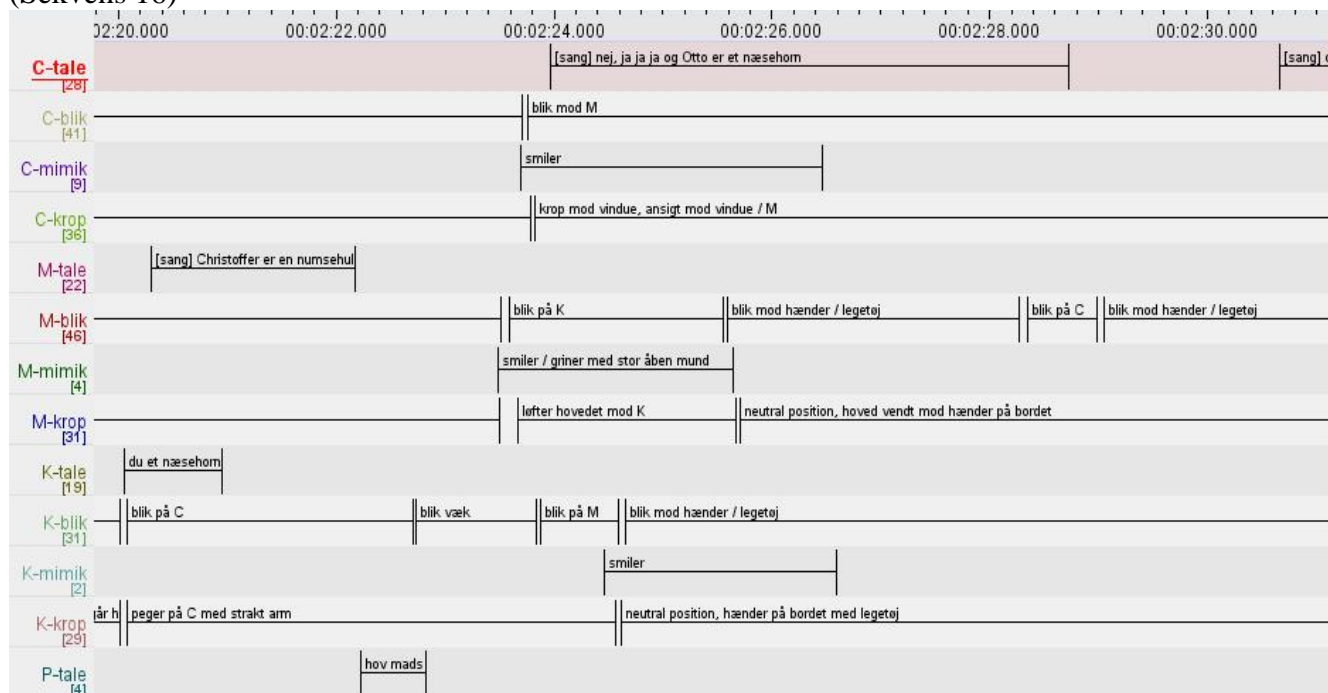 (Sekvens 16)
02:20.000 00:02:22.000 00:02:24.000 00:02:26.000 00:02:28.000 00:02:30.000
C-tale [sang] nej, ja ja ja og Otto er et næsehorn [sang]
[28]
C-blik blik mod M
[41]
C-mimik smiler
[9]
C-krop krop mod vindue, ansigt mod vindue / M
[36]
M-tale [sang] Christoffer er en numsehul
[22]
M-blik blik på K blik mod hænder / legetøj blik på C blik mod hænder / legetøj
[46]
M-mimik smiler / griner med stor åben mund
[4]
M-krop løfter hovedet mod K neutral position, hoved vendt mod hænder på bordet
[31]
K-tale du et næsehorn
[19]
K-blik blik på C blik væk blik på M blik mod hænder / legetøj
[31]
K-mimik smiler
[2]
K-krop går h peger på C med strakt arm neutral position, hænder på bordet med legetøj
[29]
P-tale hov mads
[4]